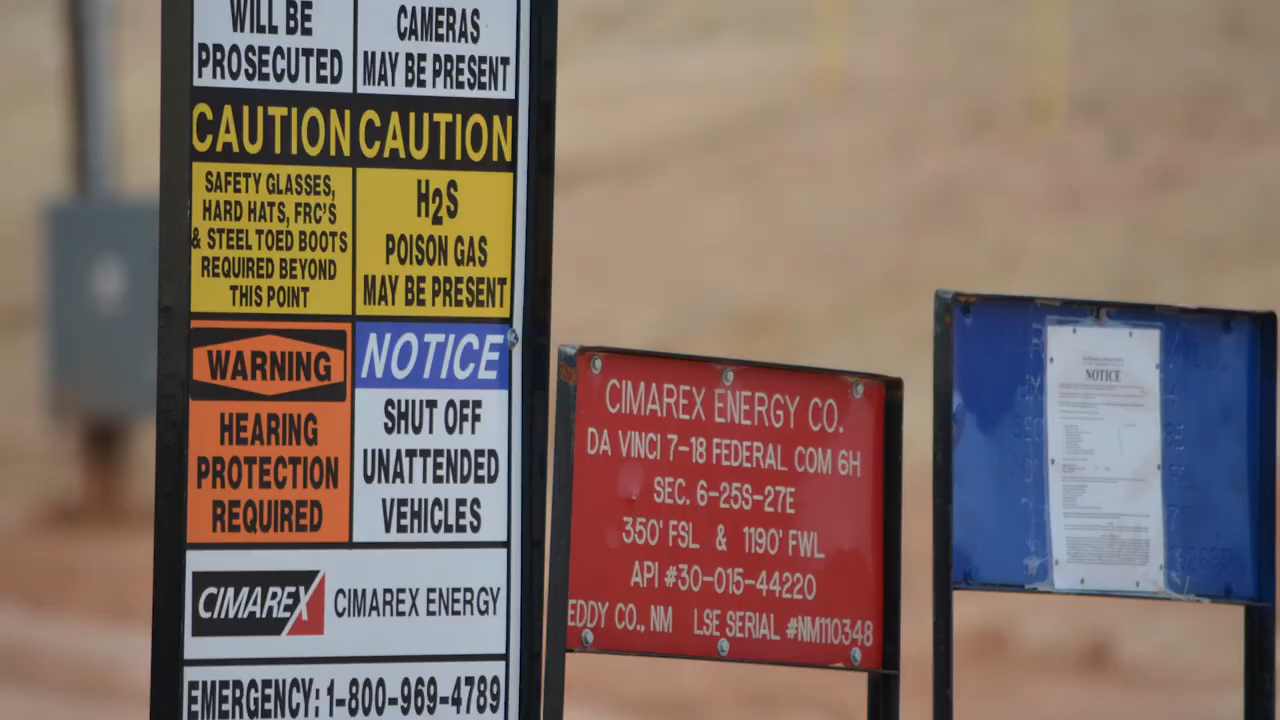 WILL BE
PROSECUTED
CAMERAS
MAY BE PRESENT
CAUTION
SAFETY GLASSES,
HARD HATS, FRC'S
& STEEL TOED BOOTS
REQUIRED BEYOND
THIS POINT
CAUTION
H2S
POISON GAS
MAY BE PRESENT
WARNING
HEARING
PROTECTION
REQUIRED
NOTICE
SHUT OFF
UNATTENDED
VEHICLES
CIMAREX
CIMAREX ENERGY
EMERGENCY: 1-800-969-4789
CIMAREX ENERGY CO.
DA VINCI 7-18 FEDERAL COM 6H
SEC. 6-25S-27E
350' FSL & 1190' FWL
API #30-015-44220
EDDY CO., NM LSE SERIAL #NM110348
NOTICE